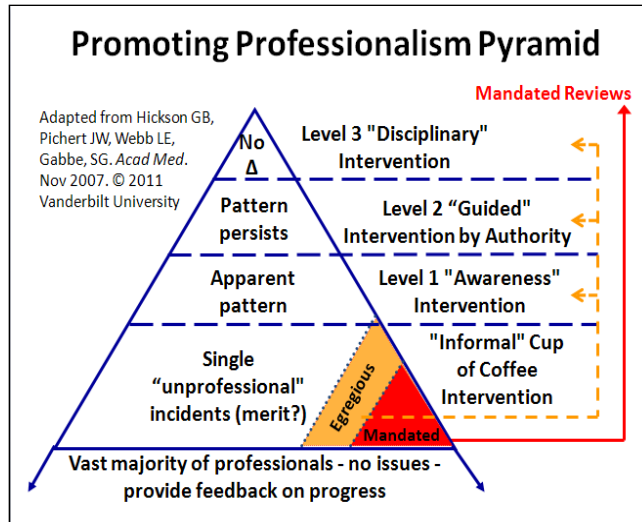 Promoting Professionalism Pyramid
Mandated Reviews
Adapted from Hickson GB,
Pichert JW, Webb LE,
Gabbe, SG. Acad Med.
Nov 2007. © 2011
Vanderbilt University
No
Δ
Level 3 "Disciplinary"
Intervention
Pattern
persists
Level 2 “Guided”
Intervention by Authority
Apparent
pattern
Level 1 "Awareness"
Intervention
Single
“unprofessional"
incidents (merit?)
Egregious
Mandated
"Informal" Cup
of Coffee
Intervention
Vast majority of professionals - no issues -
provide feedback on progress